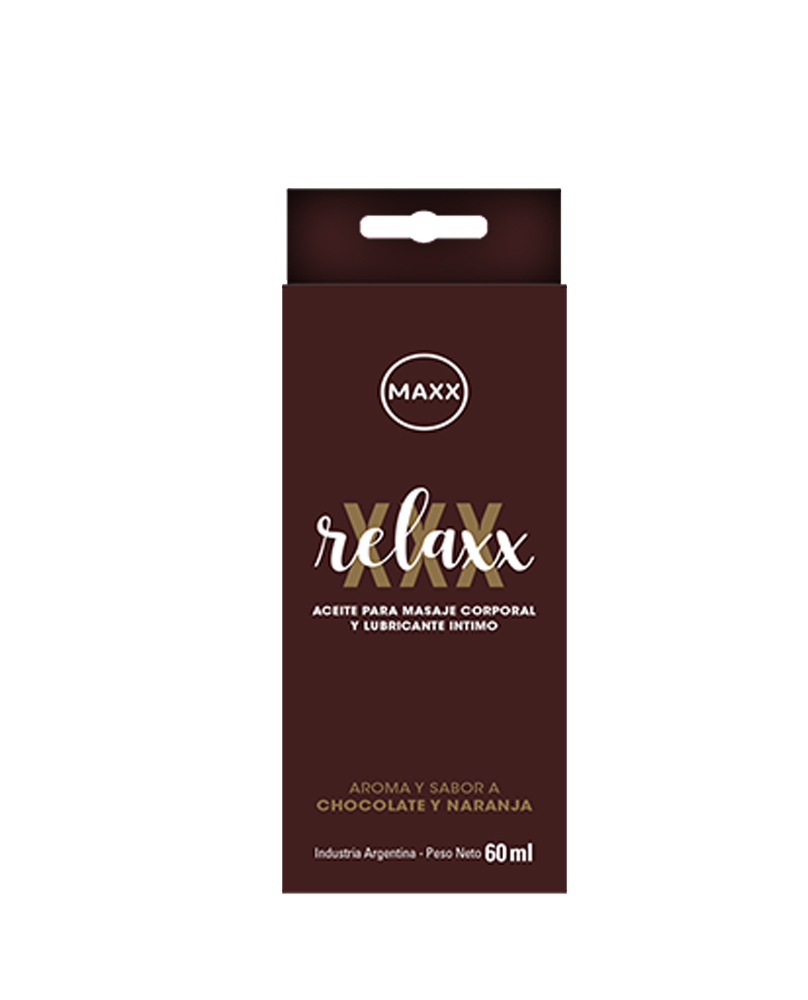 MAXX
XXX
relaxx
ACEITE PARA MASAJE CORPORAL
Y LUBRICANTE INTIMO
AROMA Y SABOR A
CHOCOLATE Y NARANJA
Industria Argentina - Peso Neto 60 ml